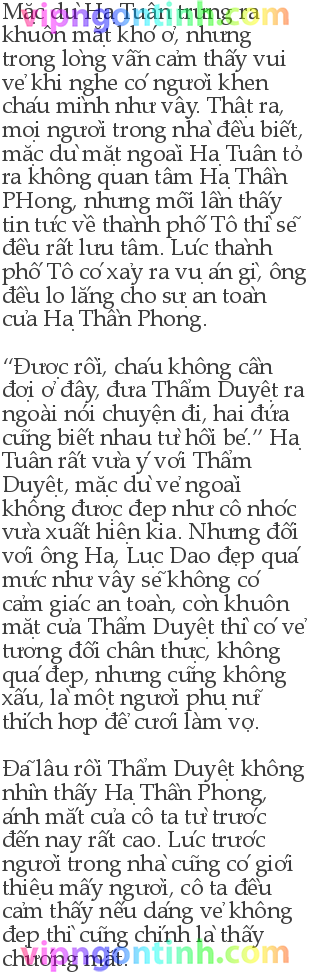 vipngontinh.com
Mặc dù Hạ Tuân trưng ra
khuôn mặt khó ở, nhưng
trong lòng vẫn cảm thấy vui
vẻ khi nghe có người khen
cháu mình như vậy. Thật ra,
mọi người trong nhà đều biết,
mặc dù mặt ngoài Hạ Tuân tỏ
ra không quan tâm Hạ Thần
PHong, nhưng mỗi lần thấy
tin tức về thành phố Tô thì sẽ
đều rất lưu tâm. Lúc thành
phố Tô có xảy ra vụ án gì, ông
đều lo lắng cho sự an toàn
của Hạ Thần Phong.
“Được rồi, cháu không cần
đợi ở đây, đưa Thẩm Duyệt ra
ngoài nói chuyện đi, hai đứa
cũng biết nhau từ hồi bé.” Hạ
Tuân rất vừa ý với Thẩm
Duyệt, mặc dù vẻ ngoài
không được đẹp như cô nhóc
vừa xuất hiện kia. Nhưng đối
với ông Hạ, Lục Dao đẹp quá
mức như vậy sẽ không có
cảm giác an toàn, còn khuôn
mặt của Thẩm Duyệt thì có vẻ
tương đối chân thực, không
quá đẹp, nhưng cũng không
xấu, là một người phụ nữ
thích hợp để cưới làm vợ.
Đã lâu rồi Thẩm Duyệt không
nhìn thấy Hạ Thần Phong,
ánh mắt của cô ta từ trước
đến nay rất cao. Lúc trước
người trong nhà cũng có giới
thiệu mấy người, cô ta đều
cảm thấy nếu dáng vẻ không
đẹp thì cũng chính là thấy
chướng mắt.
vipngontinh.com